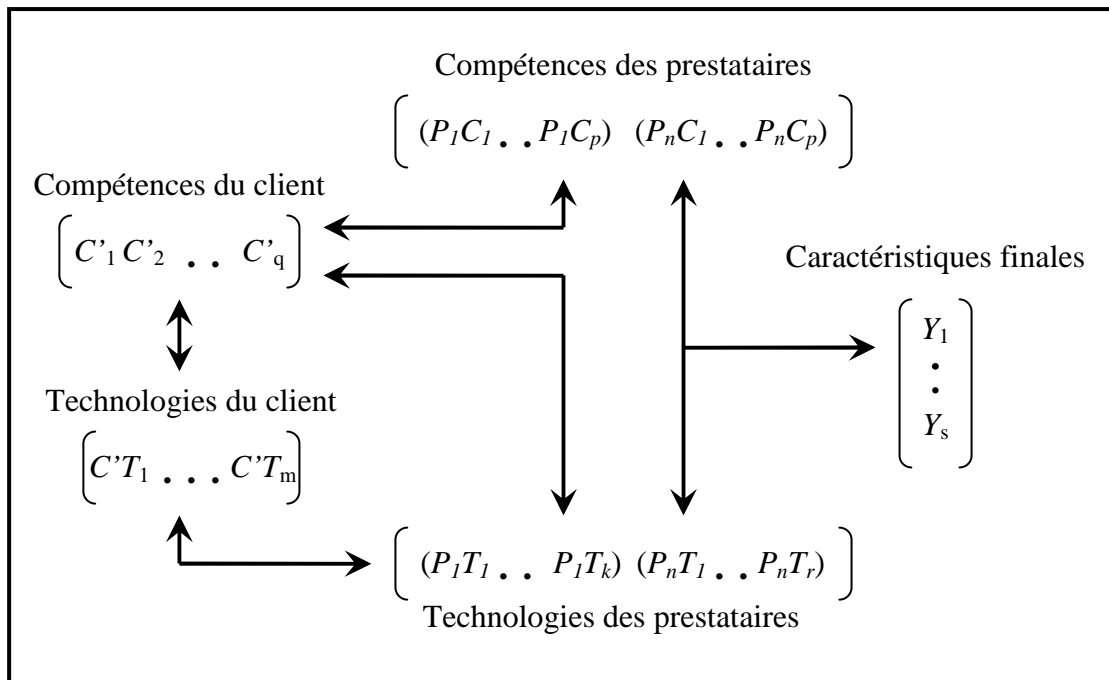 Compétences des prestataires
(P₁C₁ . . P₁Cₚ) (PₙC₁ . . PₙCₚ)
Compétences du client
C’₁ C’₂ . . C’q
Caractéristiques finales
Y₁
.
.
Yₛ
Technologies du client
C’T₁ . . . C’Tₘ
(P₁T₁ . . P₁Tₖ) (PₙT₁ . . PₙTᵣ)
Technologies des prestataires